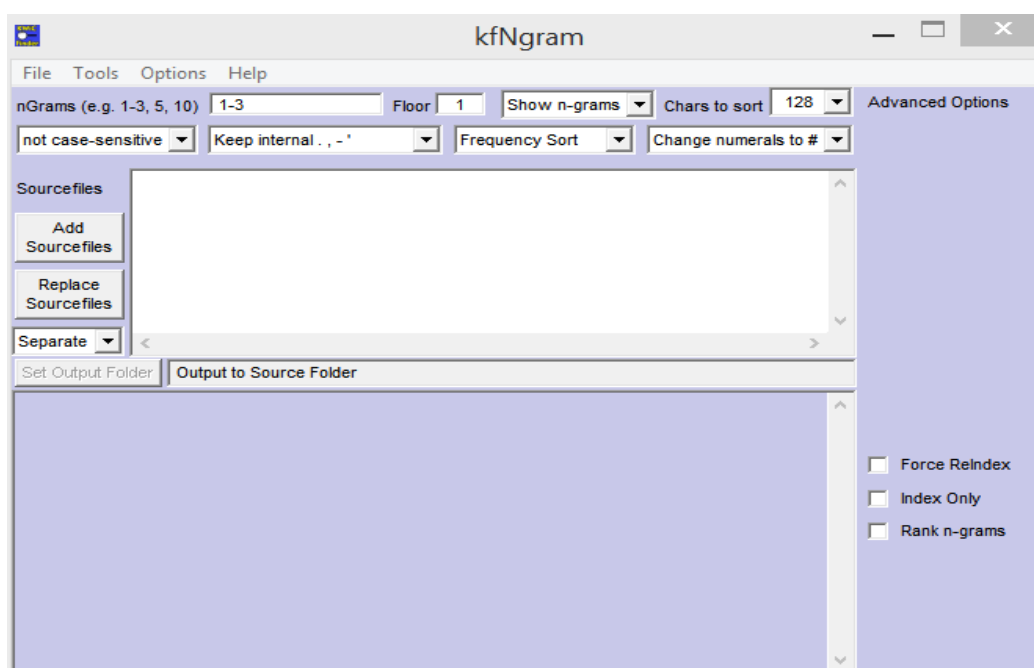 kfNgram
File Tools Options Help
nGrams (e.g. 1-3, 5, 10) 1-3 Floor 1 Show n-grams Chars to sort 128 Advanced Options
not case-sensitive Keep internal . , - ' Frequency Sort Change numerals to #
Sourcefiles
Add
Sourcefiles
Replace
Sourcefiles
Separate
Set Output Folder Output to Source Folder
Force ReIndex
Index Only
Rank n-grams